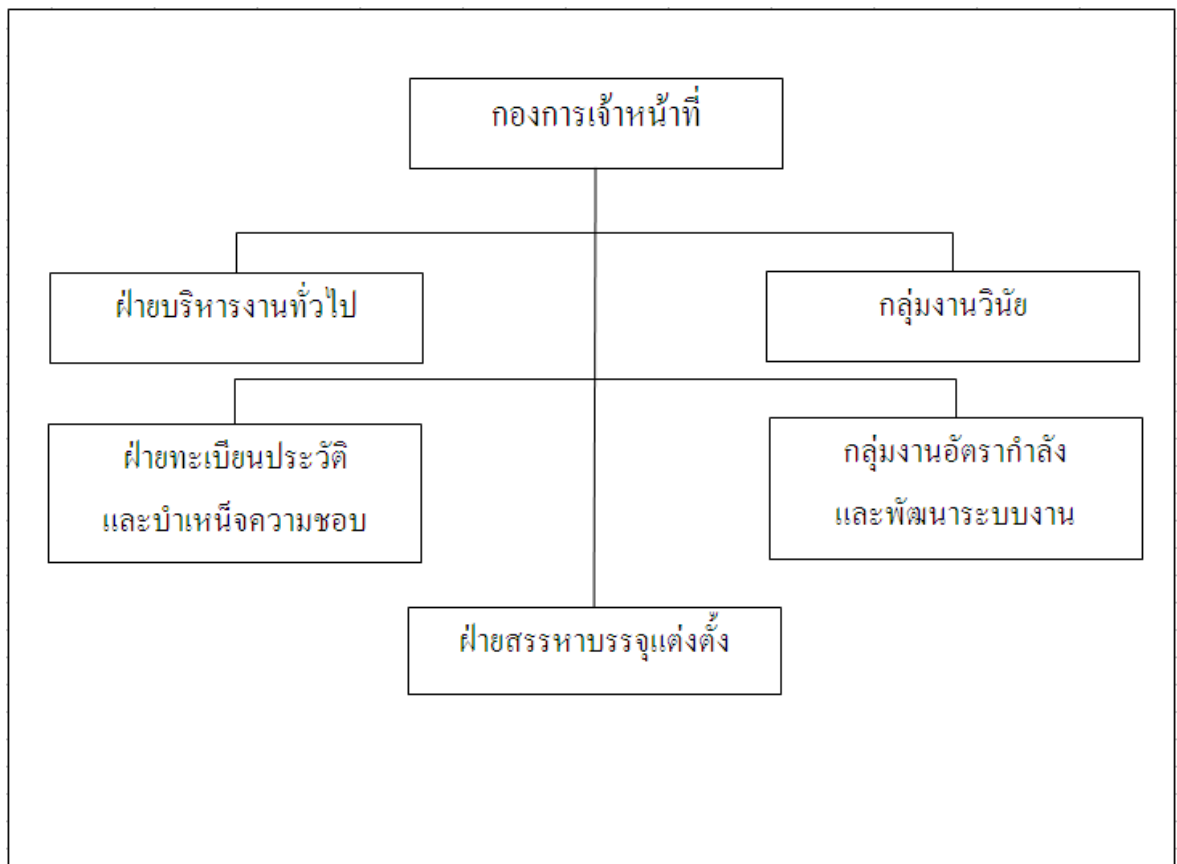 กองการเจ้าหน้าที่
ฝ่ายบริหารงานทั่วไป
กลุ่มงานวินัย
ฝ่ายทะเบียนประวัติ
และบำเหน็จความชอบ
กลุ่มงานอัตรากำลัง
และพัฒนาระบบงาน
ฝ่ายสรรหาบรรจุแต่งตั้ง